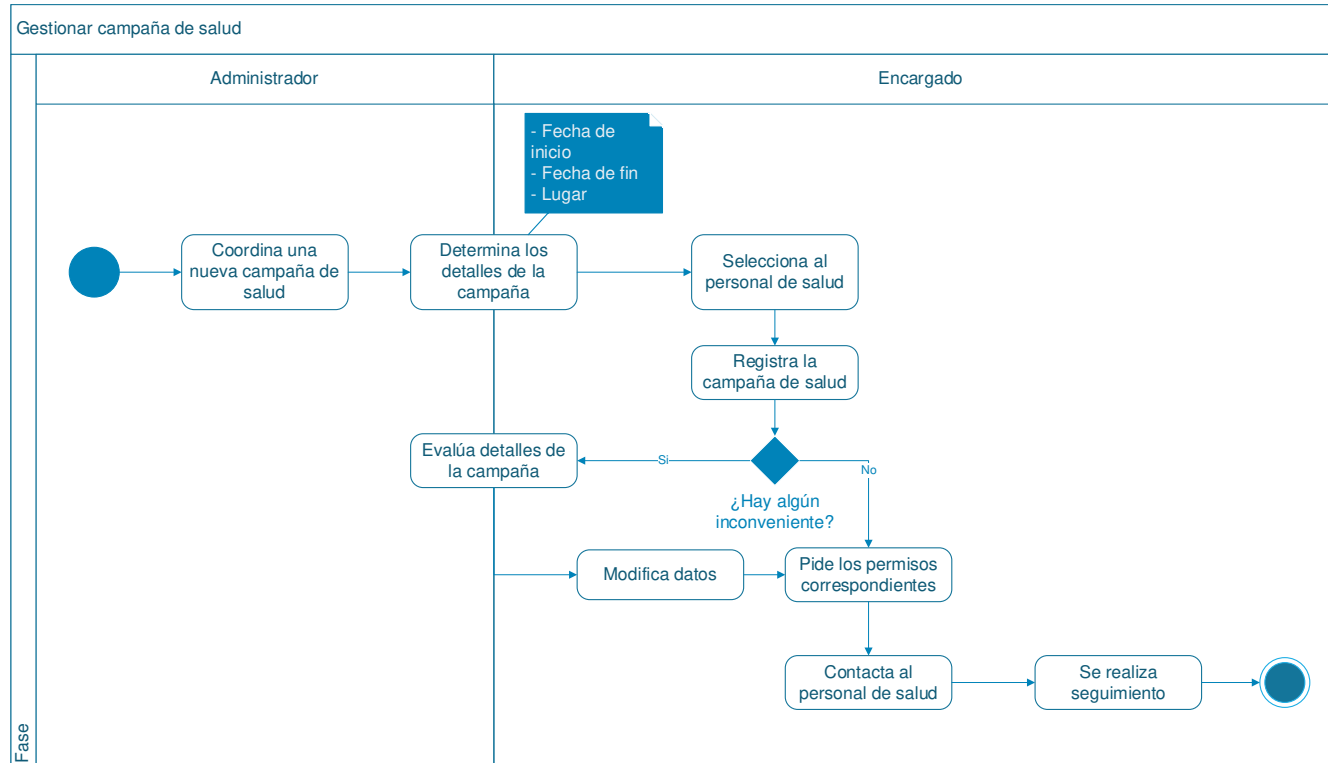 Gestionar campaña de salud
Administrador
Encargado
- Fecha de
inicio
- Fecha de fin
- Lugar
Coordina una
nueva campaña de
salud
Determina los
detalles de la
campaña
Selecciona al
personal de salud
Registra la
campaña de salud
Evalúa detalles de
la campaña
Si
No
¿Hay algún
inconveniente?
Modifica datos
Pide los permisos
correspondientes
Contacta al
personal de salud
Se realiza
seguimiento
Fase